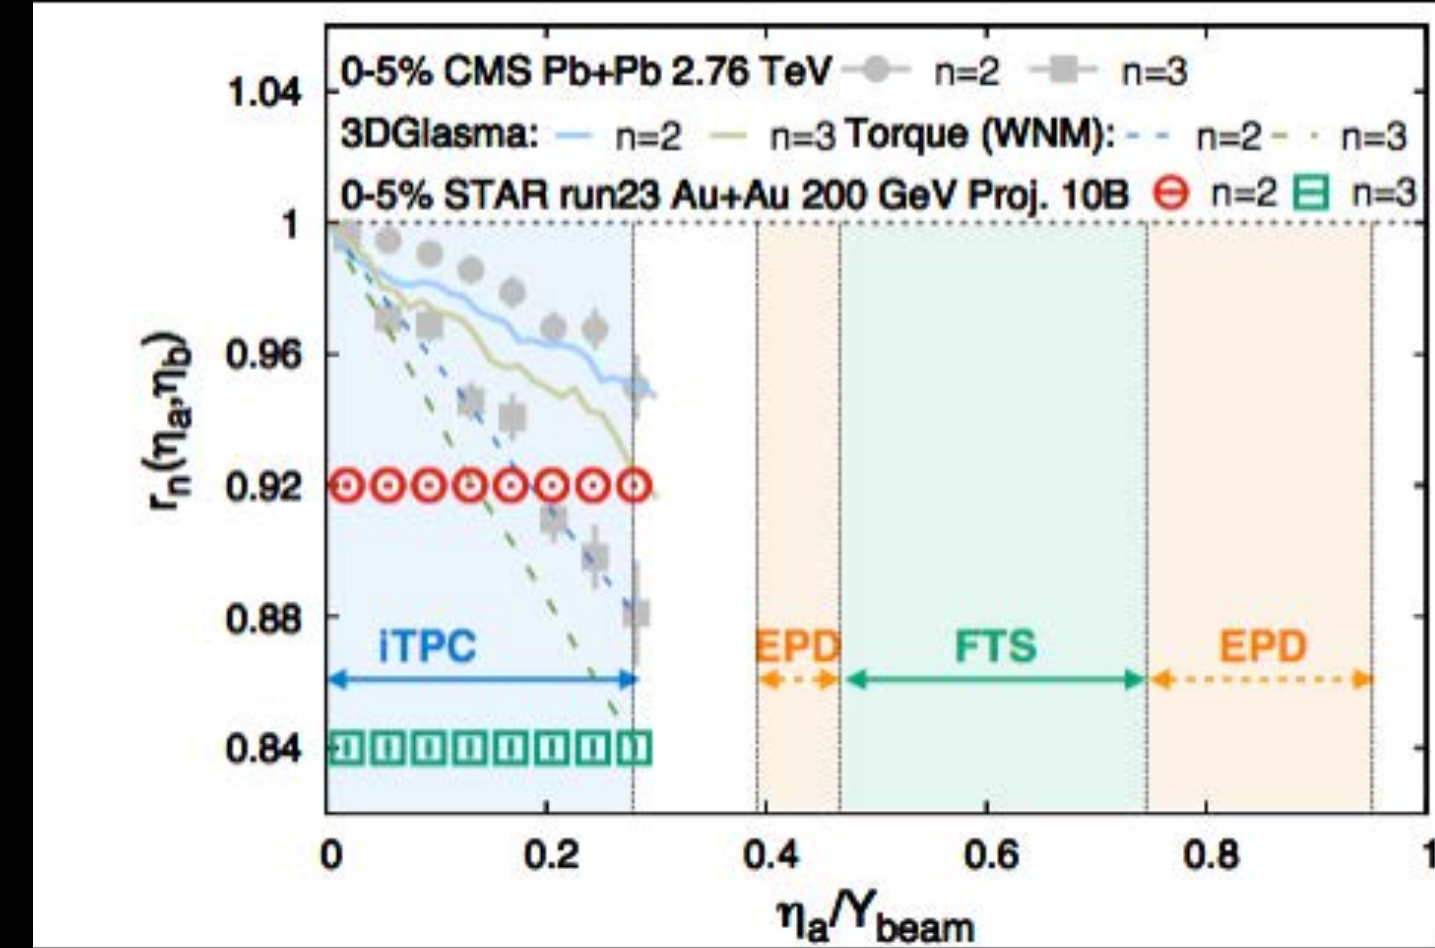 0-5% CMS Pb+Pb 2.76 TeV n=2 n=3
3DGlasma: n=2 n=3 Torque (WNM): n=2 n=3
0-5% STAR run23 Au+Au 200 GeV Proj. 10B n=2 n=3
1.04
1
0.96
0.92
0.88
0.84
rn(ηa,ηb)
iTPC EPD FTS EPD
0 0.2 0.4 0.6 0.8 1
ηa/Ybeam